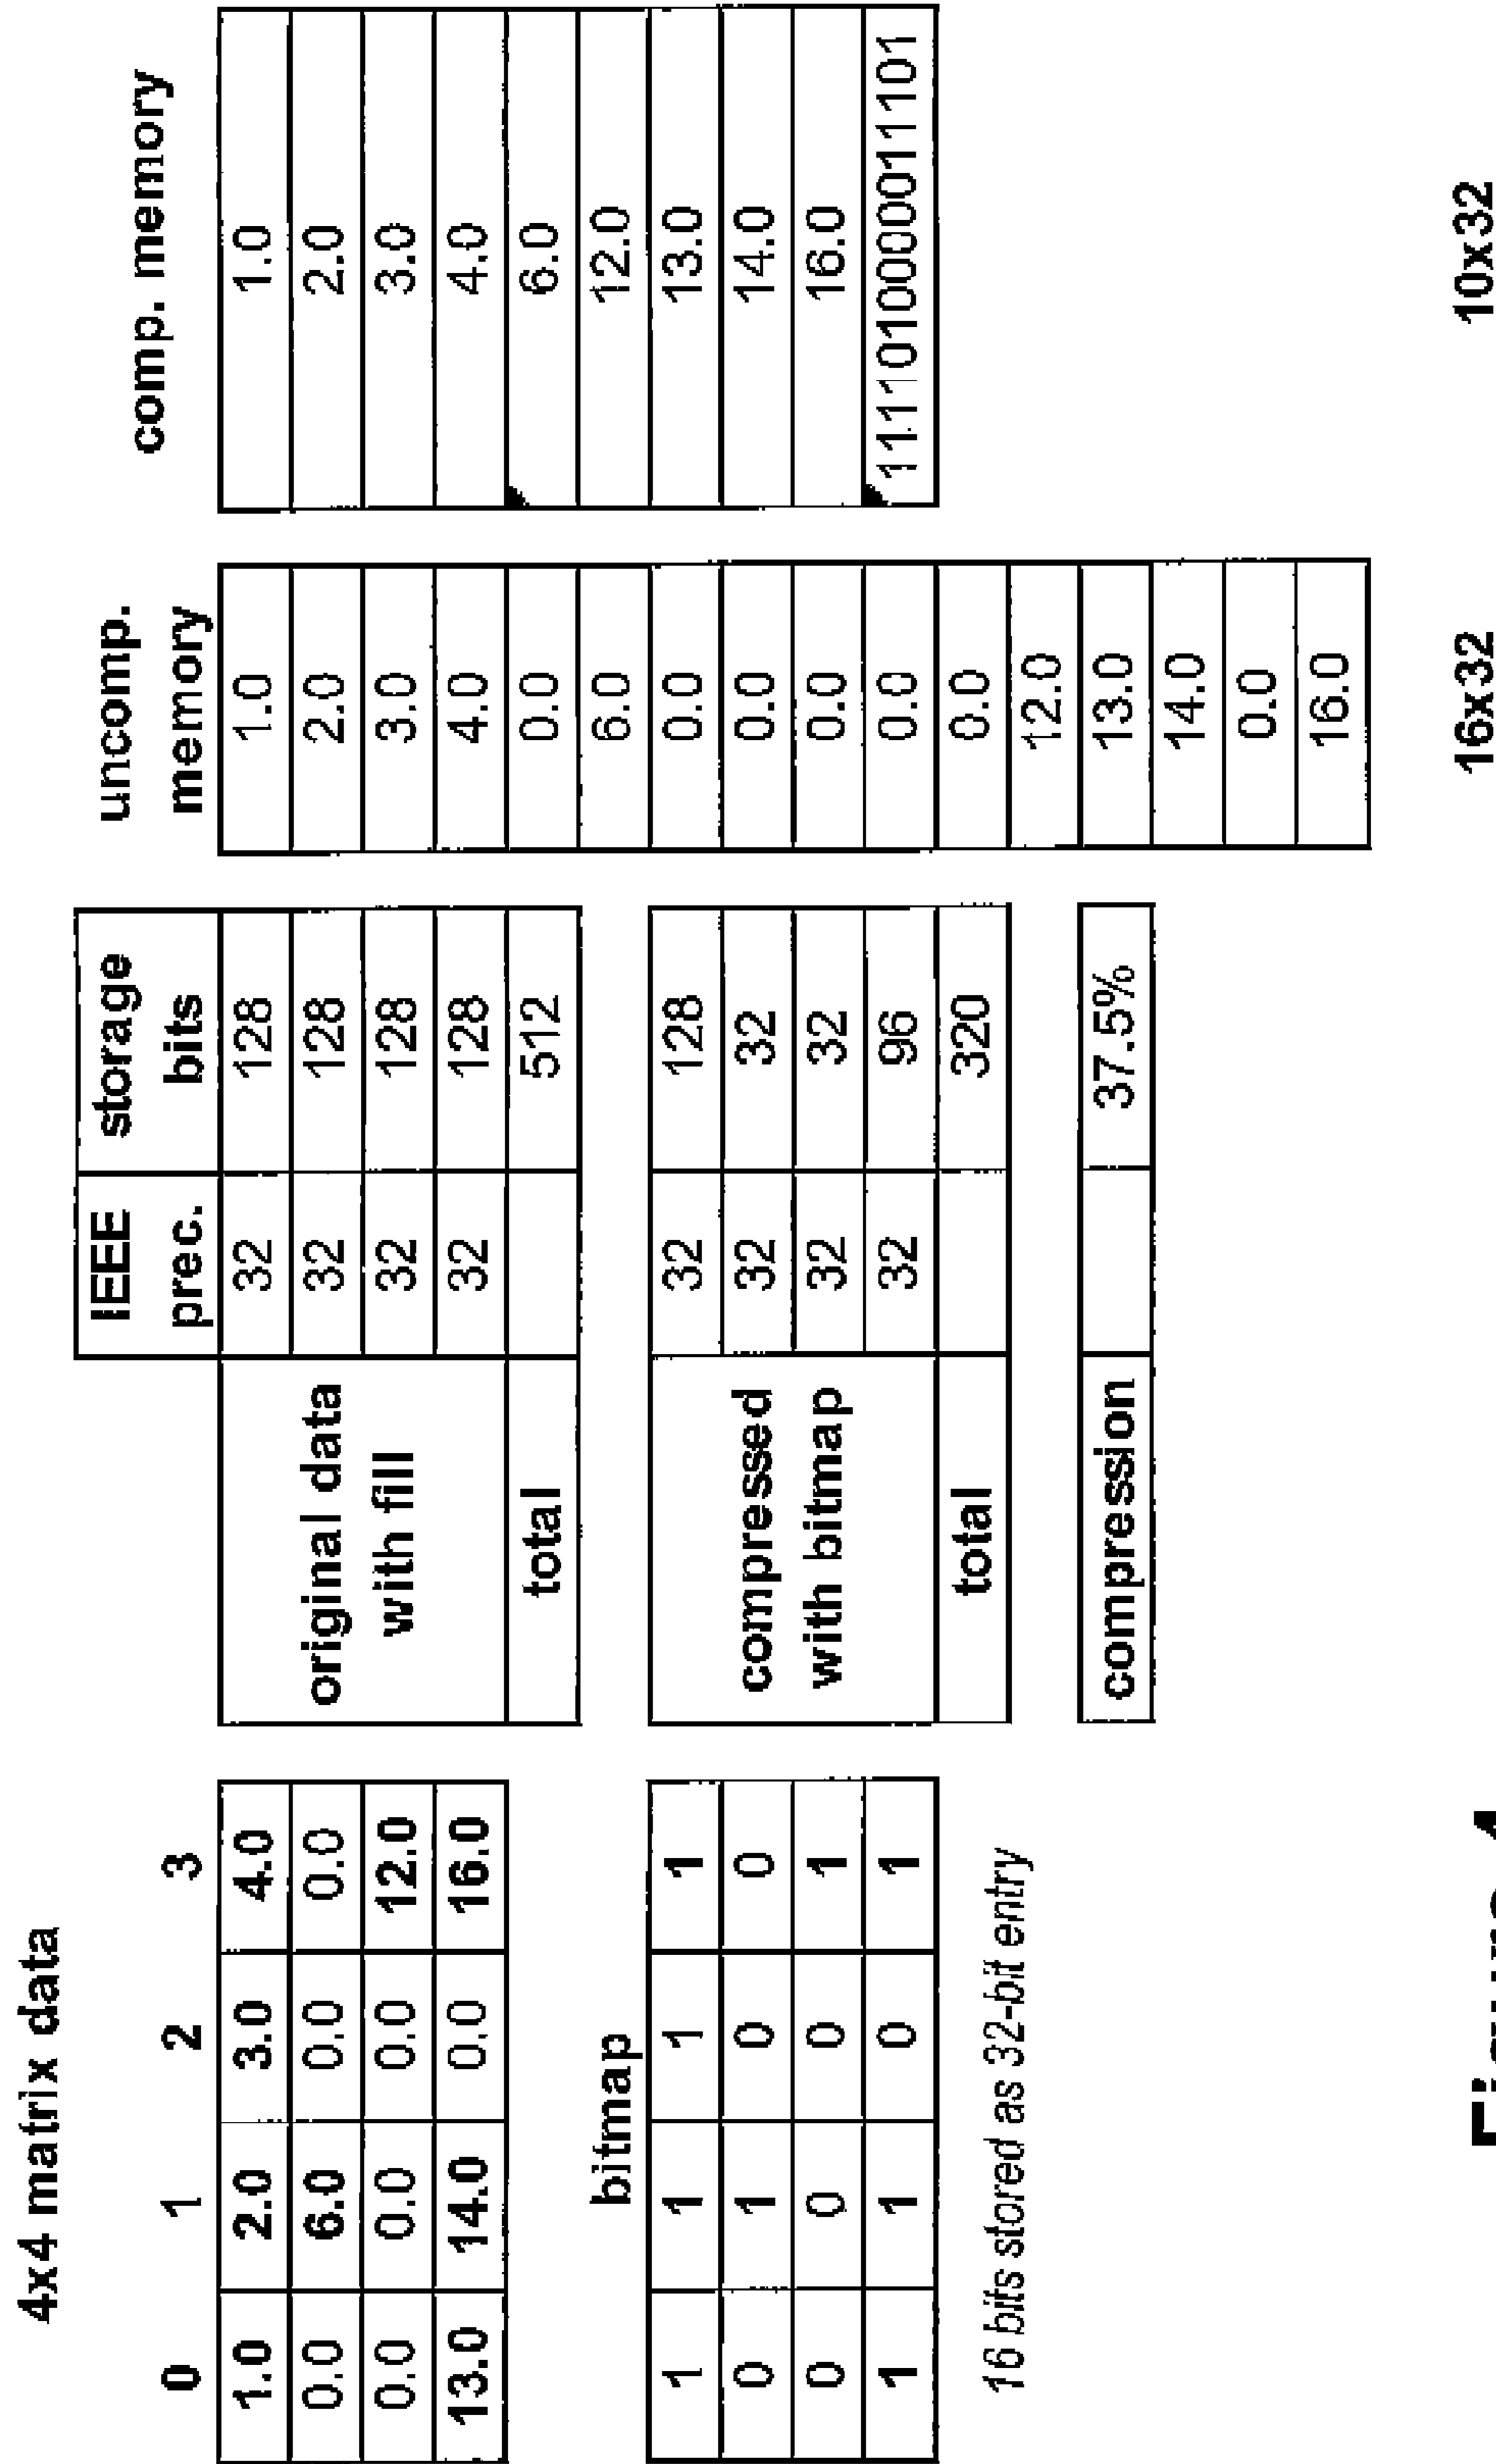 4x4 matrix data
0 1 2 3
1.0 2.0 3.0 4.0
0.0 6.0 0.0 0.0
0.0 0.0 0.0 12.0
13.0 14.0 0.0 16.0
bitmap
1 1 1 1
0 1 0 0
0 0 0 1
1 1 0 1
16 bits stored as 32-bit entry
IEEE storage
prec. bits
original data
with fill
32 128
32 128
32 128
32 128
total 512
compressed
with bitmap
32 128
32 32
32 32
32 96
total 320
compression 37.5%
uncomp.
memory
1.0
2.0
3.0
4.0
0.0
6.0
0.0
0.0
0.0
0.0
0.0
12.0
13.0
14.0
0.0
16.0
16x32
comp. memory
1.0
2.0
3.0
4.0
6.0
12.0
13.0
14.0
16.0
1111010000011101
10x32